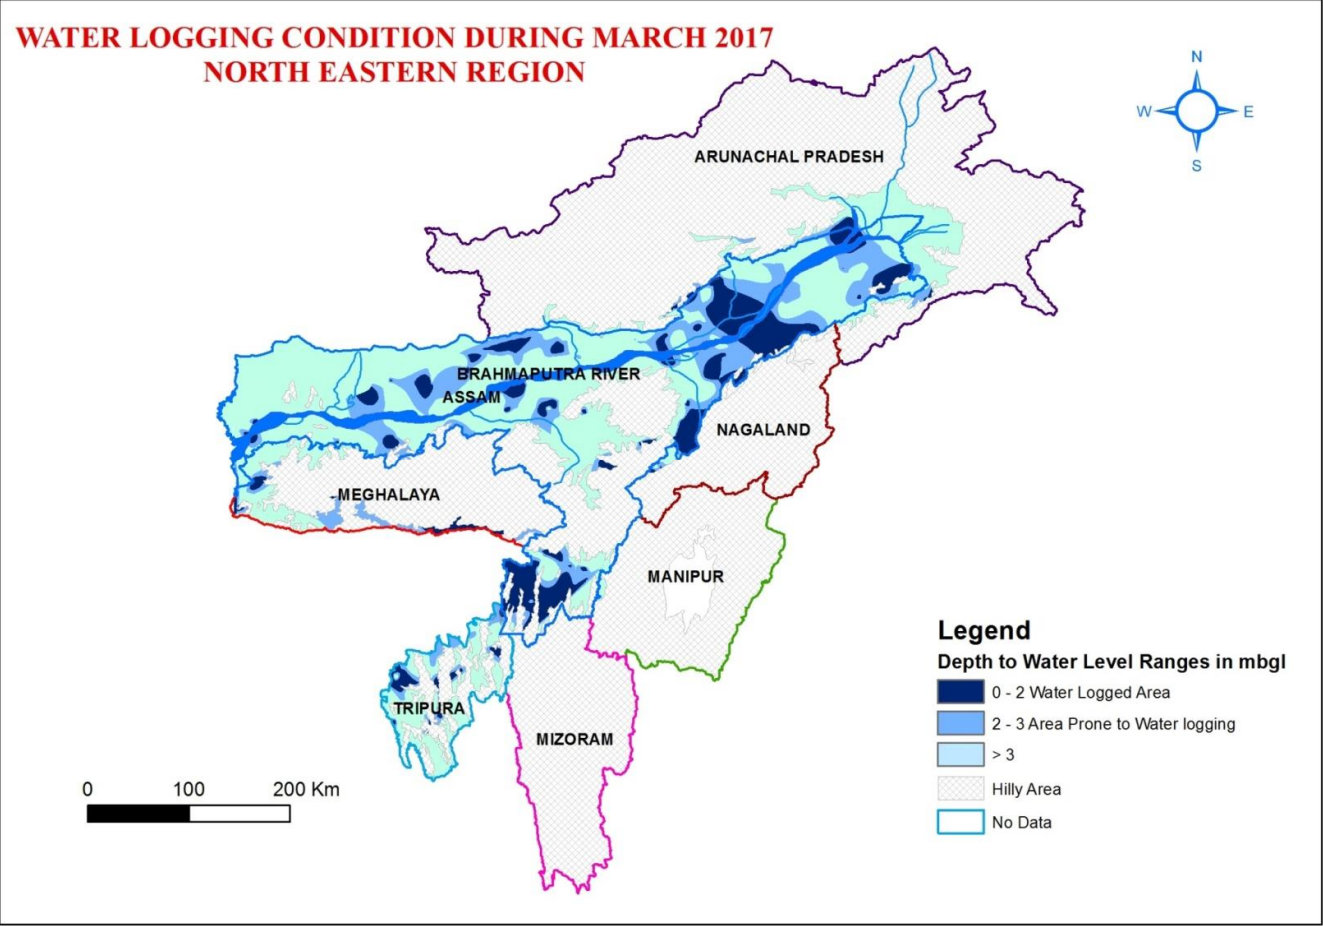 WATER LOGGING CONDITION DURING MARCH 2017
NORTH EASTERN REGION
N
W E
S
ARUNACHAL PRADESH
BRAHMAPUTRA RIVER
ASSAM
NAGALAND
MEGHALAYA
MANIPUR
TRIPURA
MIZORAM
0 100 200 Km
Legend
Depth to Water Level Ranges in mbgl
0 - 2 Water Logged Area
2 - 3 Area Prone to Water logging
> 3
Hilly Area
No Data